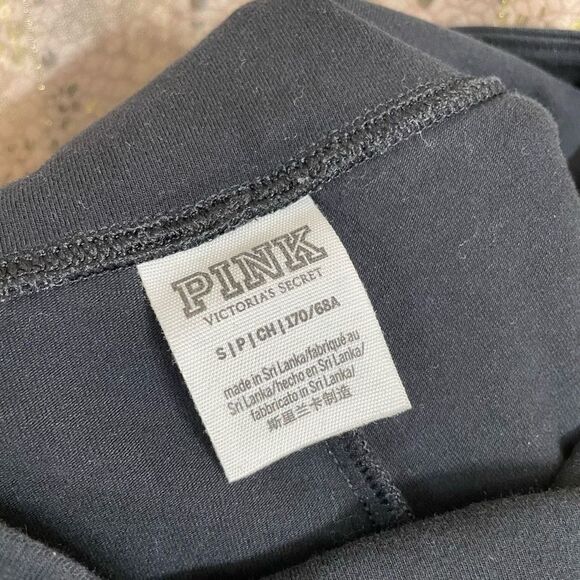 PINK
VICTORIA'S SECRET
S|P|CH|170/68A
made in Sri Lanka/fabriqué au
Sri Lanka/hecho en Sri Lanka/
fabbricato in Sri Lanka/
斯里兰卡制造